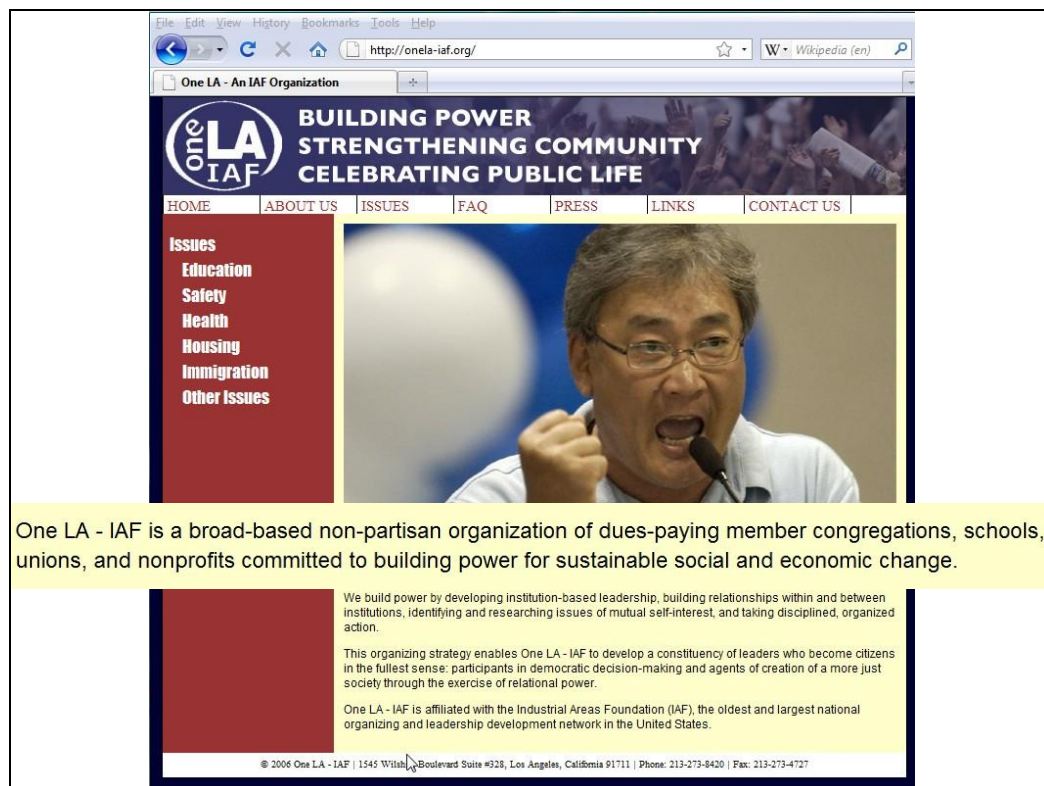 File Edit View History Bookmarks Tools Help
http://onela-iaf.org/
W Wikipedia (en)
One LA - An IAF Organization
one LA IAF
BUILDING POWER
STRENGTHENING COMMUNITY
CELEBRATING PUBLIC LIFE
HOME ABOUT US ISSUES FAQ PRESS LINKS CONTACT US
Issues
Education
Safety
Health
Housing
Immigration
Other Issues
One LA - IAF is a broad-based non-partisan organization of dues-paying member congregations, schools,
unions, and nonprofits committed to building power for sustainable social and economic change.
We build power by developing institution-based leadership, building relationships within and between
institutions, identifying and researching issues of mutual self-interest, and taking disciplined, organized
action.
This organizing strategy enables One LA - IAF to develop a constituency of leaders who become citizens
in the fullest sense: participants in democratic decision-making and agents of creation of a more just
society through the exercise of relational power.
One LA - IAF is affiliated with the Industrial Areas Foundation (IAF), the oldest and largest national
organizing and leadership development network in the United States.
© 2006 One LA - IAF | 1545 Wilsh Boulevard Suite #328, Los Angeles, California 91711 | Phone: 213-273-8420 | Fax: 213-273-4727